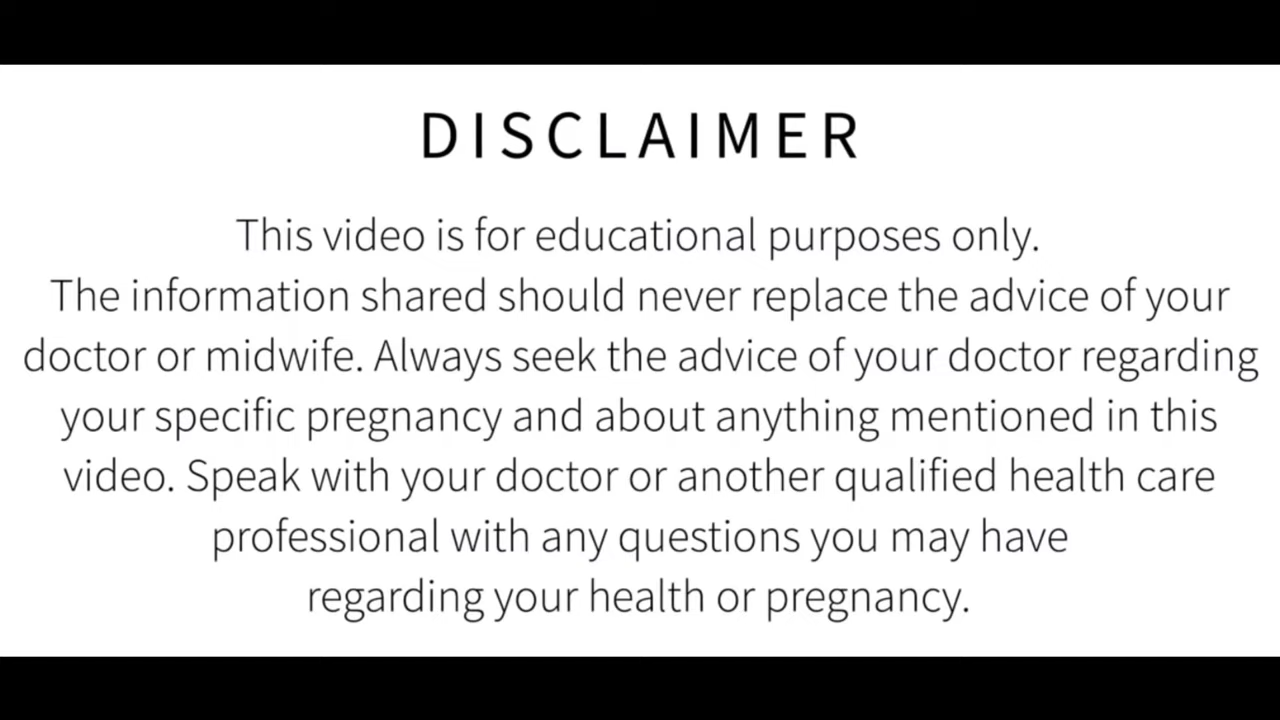 DISCLAIMER
This video is for educational purposes only.
The information shared should never replace the advice of your
doctor or midwife. Always seek the advice of your doctor regarding
your specific pregnancy and about anything mentioned in this
video. Speak with your doctor or another qualified health care
professional with any questions you may have
regarding your health or pregnancy.